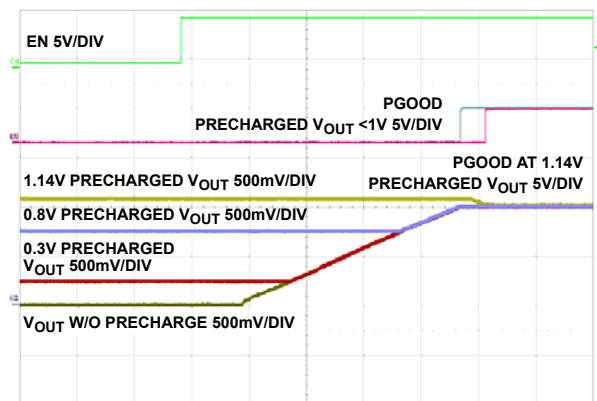 EN 5V/DIV
PGOOD
PRECHARGED VOUT <1V 5V/DIV
PGOOD AT 1.14V
PRECHARGED VOUT 5V/DIV
1.14V PRECHARGED VOUT 500mV/DIV
0.8V PRECHARGED VOUT 500mV/DIV
0.3V PRECHARGED
VOUT 500mV/DIV
VOUT W/O PRECHARGE 500mV/DIV